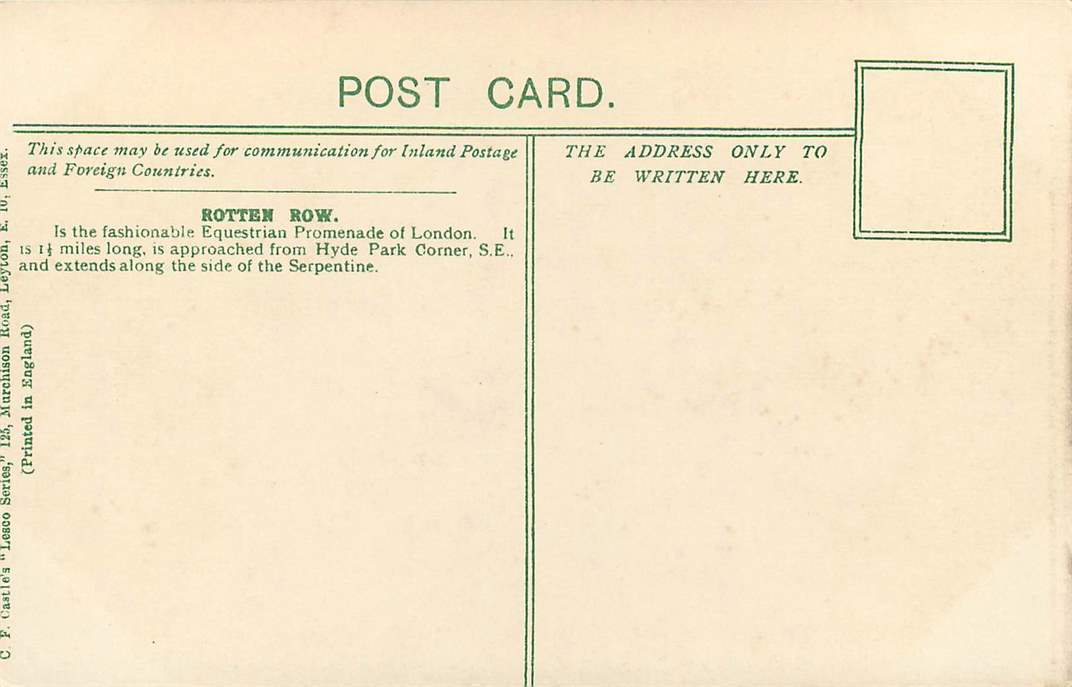 POST CARD.
This space may be used for communication for Inland Postage
and Foreign Countries.
THE ADDRESS ONLY TO
BE WRITTEN HERE.
ROTTEN ROW.
Is the fashionable Equestrian Promenade of London. It
is 1½ miles long, is approached from Hyde Park Corner, S.E.,
and extends along the side of the Serpentine.
C. F. Castle's "Lesco Series," 125, Murchison Road, Leyton, E. 10, Essex.
(Printed in England)